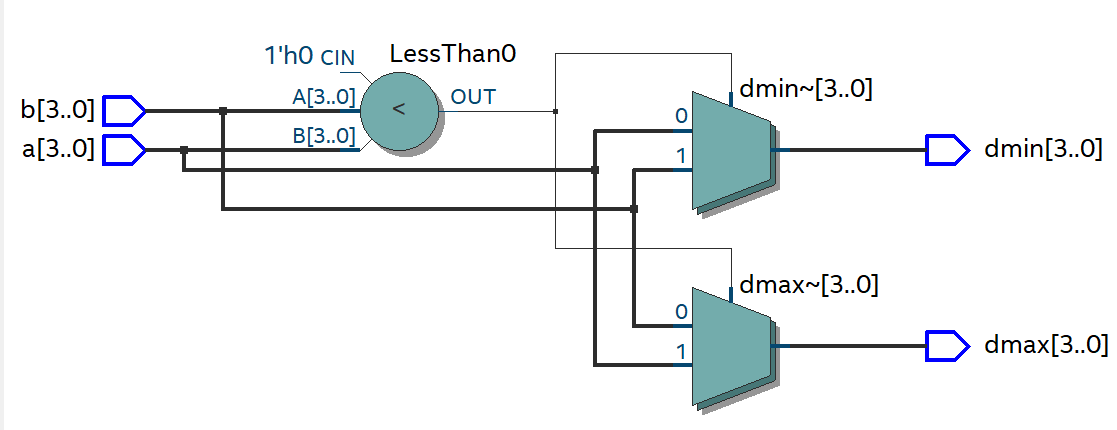 1'h0 CIN
LessThan0
b[3..0]
A[3..0]
<
OUT
a[3..0]
B[3..0]
dmin~[3..0]
0
1
dmin[3..0]
dmax~[3..0]
0
1
dmax[3..0]